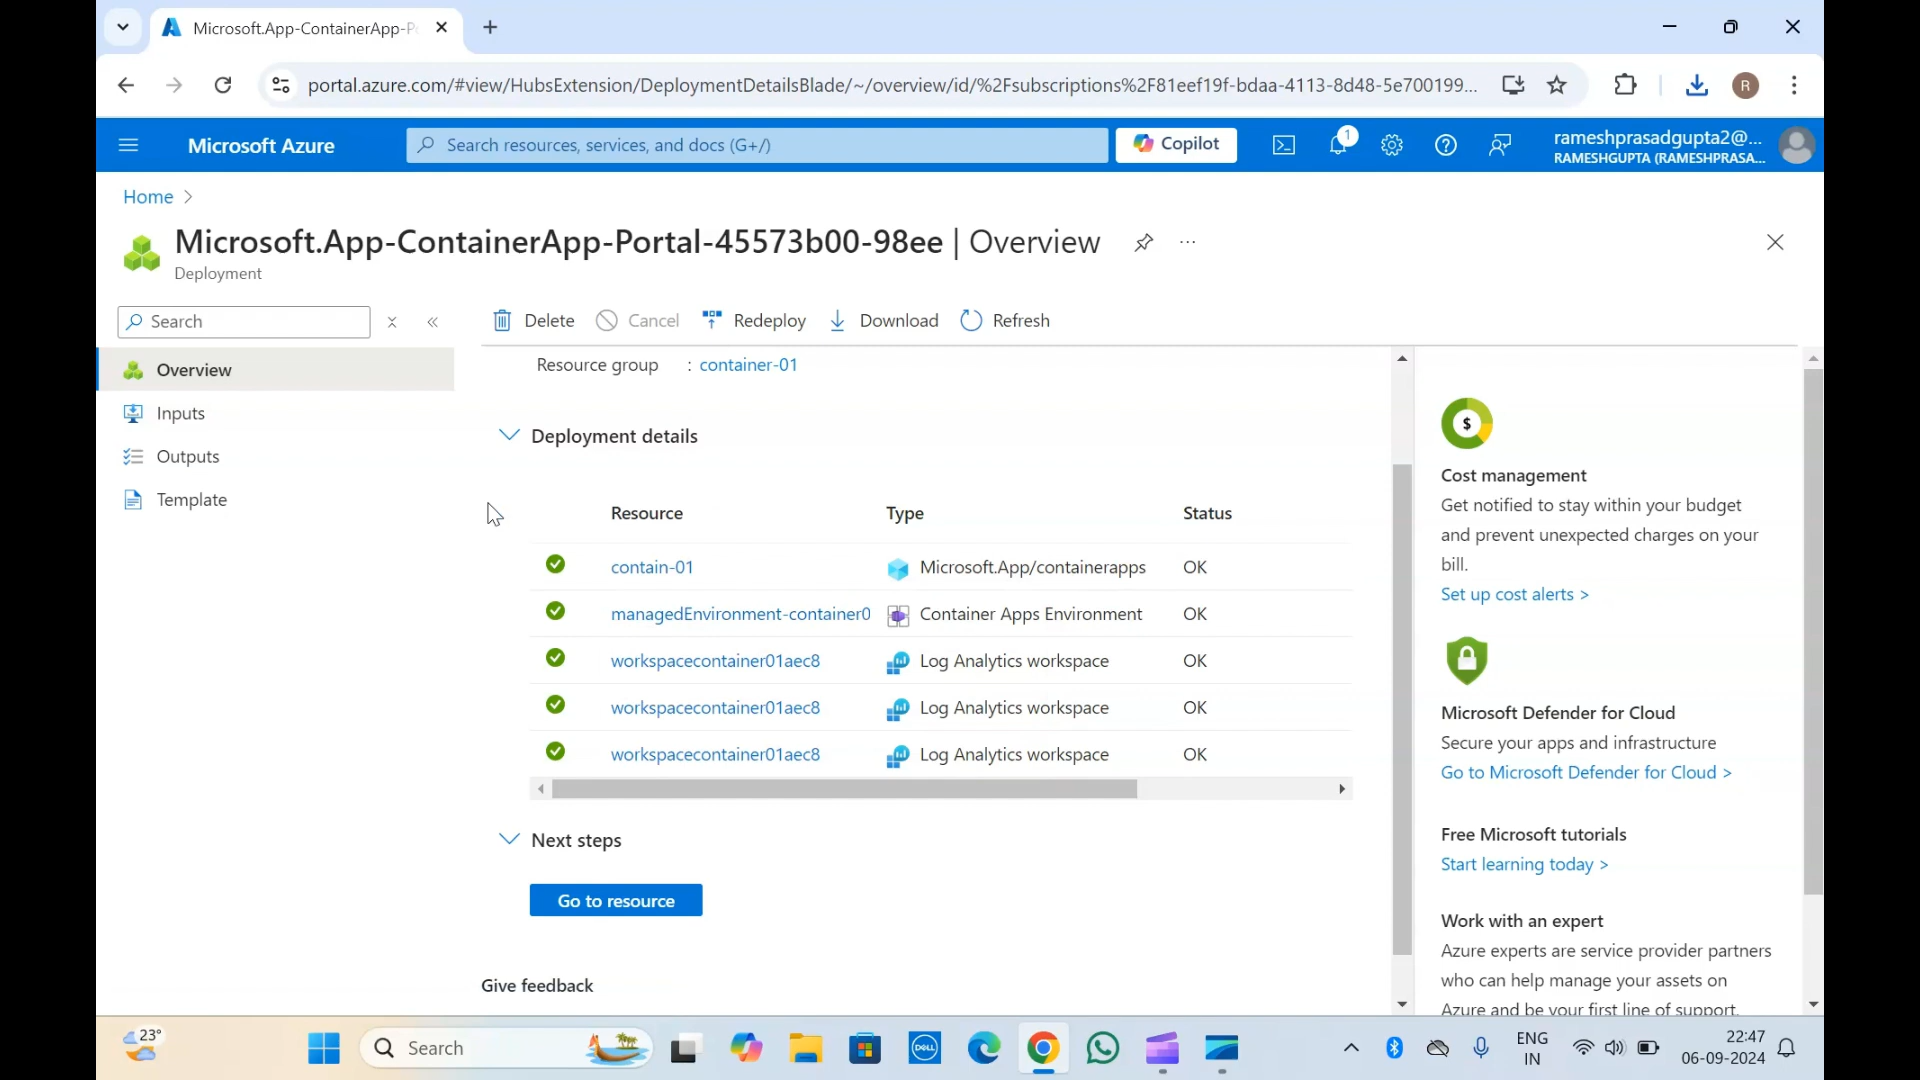 Microsoft.App-ContainerApp-P
portal.azure.com/#view/HubsExtension/DeploymentDetailsBlade/~/overview/id/%2Fsubscriptions%2F81eef19f-bdaa-4113-8d48-5e700199...
R
Microsoft Azure
Search resources, services, and docs (G+/)
Copilot
1
rameshprasadgupta2@...
RAMESHGUPTA (RAMESHPRASA...
Home >
Microsoft.App-ContainerApp-Portal-45573b00-98ee | Overview
...
Deployment
Search
Delete
Cancel
Redeploy
Download
Refresh
Overview
Inputs
Outputs
Template
Resource group : container-01
Deployment details
Resource Type Status
contain-01 Microsoft.App/containerapps OK
managedEnvironment-container0 Container Apps Environment OK
workspacecontainer01aec8 Log Analytics workspace OK
workspacecontainer01aec8 Log Analytics workspace OK
workspacecontainer01aec8 Log Analytics workspace OK
Next steps
Go to resource
Give feedback
$
Cost management
Get notified to stay within your budget
and prevent unexpected charges on your
bill.
Set up cost alerts >
Microsoft Defender for Cloud
Secure your apps and infrastructure
Go to Microsoft Defender for Cloud >
Free Microsoft tutorials
Start learning today >
Work with an expert
Azure experts are service provider partners
who can help manage your assets on
Azure and be your first line of support.
23°
Search
DELL
ENG
IN
22:47
06-09-2024